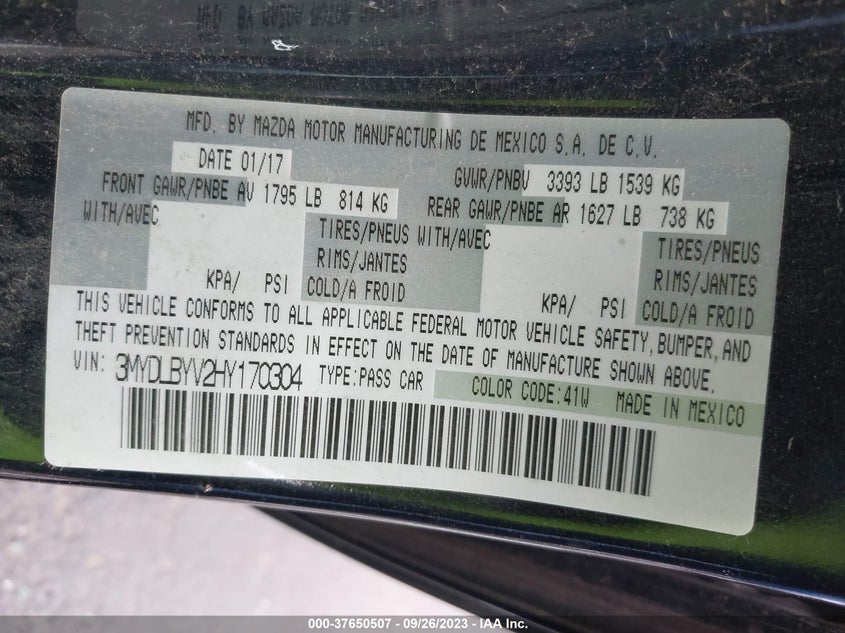 MFD. BY MAZDA MOTOR MANUFACTURING DE MEXICO S.A. DE C.V.
DATE 01/17 GVWR/PNBV 3393 LB 1539 KG
FRONT GAWR/PNBE AV 1795 LB 814 KG REAR GAWR/PNBE AR 1627 LB 738 KG
WITH/AVEC TIRES/PNEUS WITH/AVEC TIRES/PNEUS
RIMS/JANTES RIMS/JANTES
KPA/ PSI COLD/A FROID KPA/ PSI COLD/A FROID
THIS VEHICLE CONFORMS TO ALL APPLICABLE FEDERAL MOTOR VEHICLE SAFETY, BUMPER, AND
THEFT PREVENTION STANDARDS IN EFFECT ON THE DATE OF MANUFACTURE SHOWN ABOVE.
VIN: 3MYDLBYV2HY170304 TYPE:PASS CAR COLOR CODE:41W MADE IN MEXICO
000-37650507 - 09/26/2023 - IAA Inc.